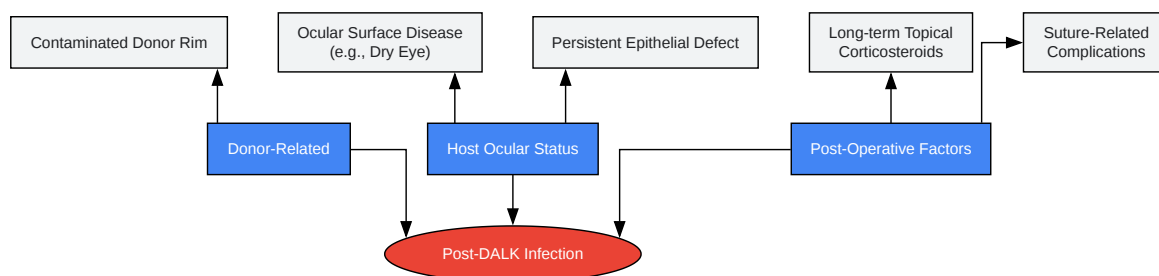 Contaminated Donor Rim
Ocular Surface Disease
(e.g., Dry Eye)
Persistent Epithelial Defect
Long-term Topical
Corticosteroids
Suture-Related
Complications
Donor-Related
Host Ocular Status
Post-Operative Factors
Post-DALK Infection